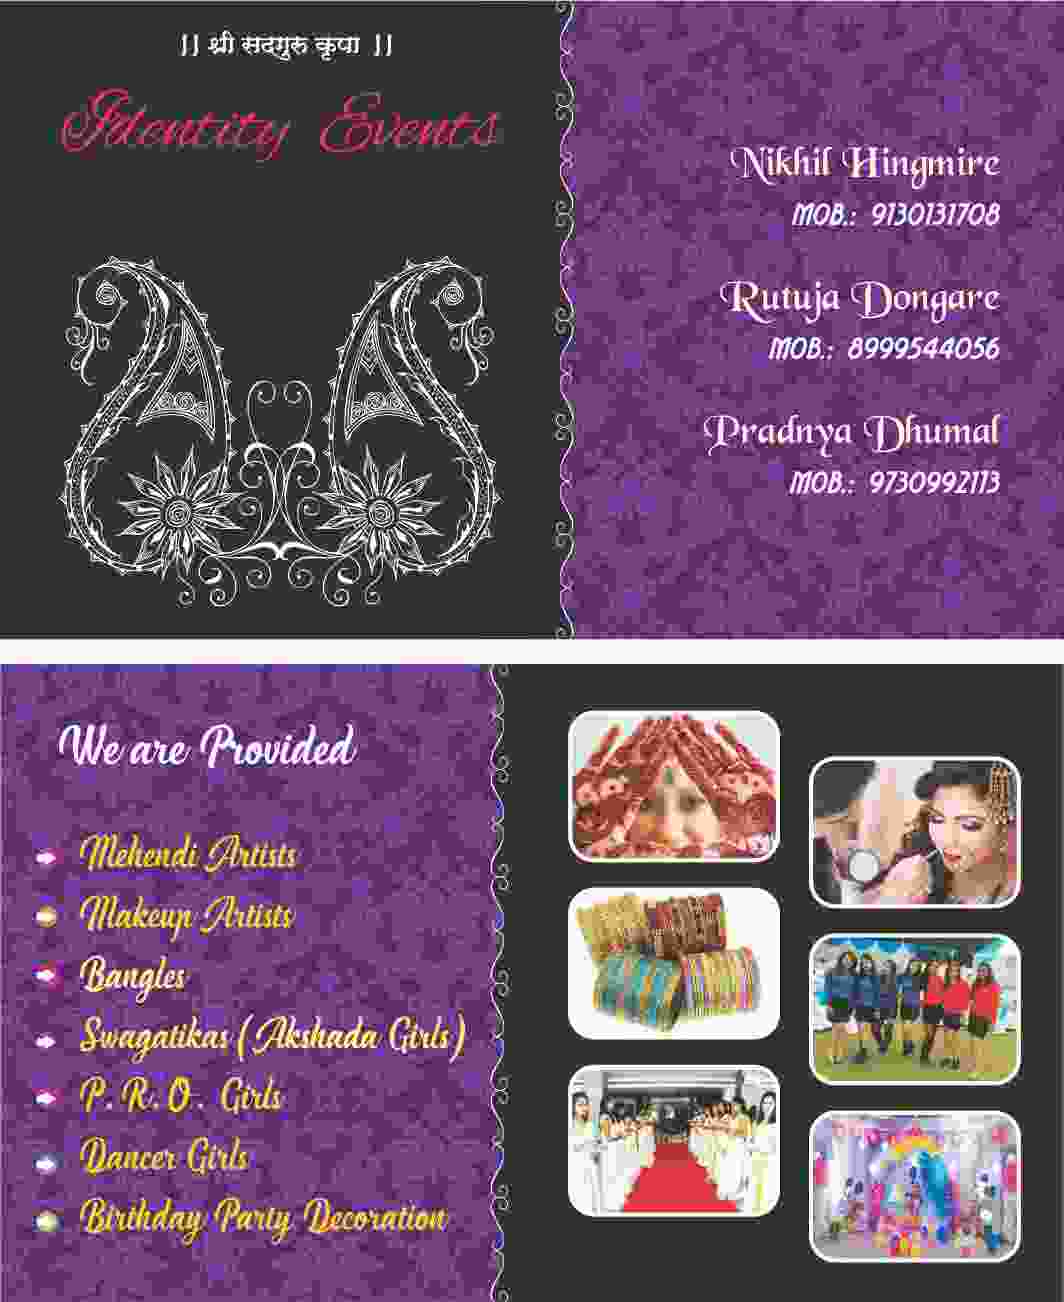 || श्री सदगुरु कृपा ||
Identity Events
Nikhil Hingmire
MOB.: 9130131708
Rutuja Dongare
MOB.: 8999544056
Pradnya Dhumal
MOB.: 9730992113
We are Provided
Mehendi Artists
Makeup Artists
Bangles
Swagatikas (Akshada Girls)
P. R. O. Girls
Dancer Girls
Birthday Party Decoration